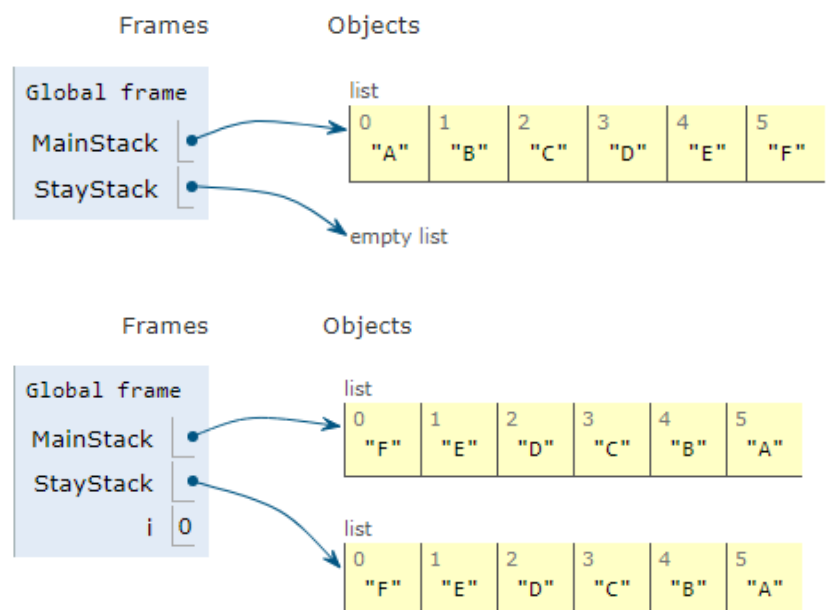 Frames Objects
Global frame
list
MainStack
0 1 2 3 4 5
"A" "B" "C" "D" "E" "F"
StayStack
empty list
Frames Objects
Global frame
list
MainStack
0 1 2 3 4 5
"F" "E" "D" "C" "B" "A"
StayStack
i 0
list
0 1 2 3 4 5
"F" "E" "D" "C" "B" "A"